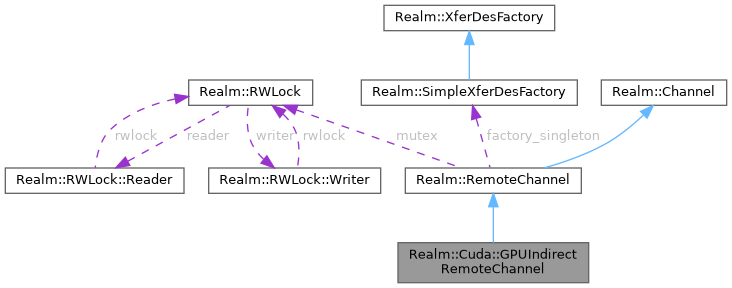 Realm::XferDesFactory
Realm::RWLock
Realm::SimpleXferDesFactory
Realm::Channel
rwlock
reader
writer
rwlock
mutex
factory_singleton
Realm::RWLock::Reader
Realm::RWLock::Writer
Realm::RemoteChannel
Realm::Cuda::GPUIndirect
RemoteChannel